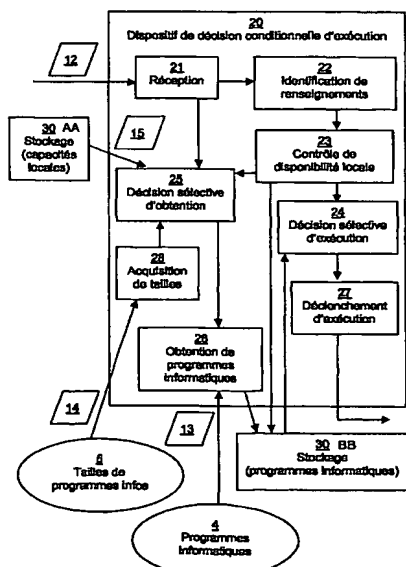 20
Dispositif de décision conditionnelle d'exécution
12
21
Réception
22
Identification de
renseignements
30 AA
Stockage
(capacités
locales)
15
23
Contrôle de
disponibilité locale
25
Décision sélective
d'obtention
24
Décision sélective
d'exécution
28
Acquisition
de tailles
27
Déclenchement
d'exécution
26
Obtention de
programmes
informatiques
14
13
Tailles de
programmes infos
30 BB
Stockage
(programmes informatiques)
4
Programmes
informatiques